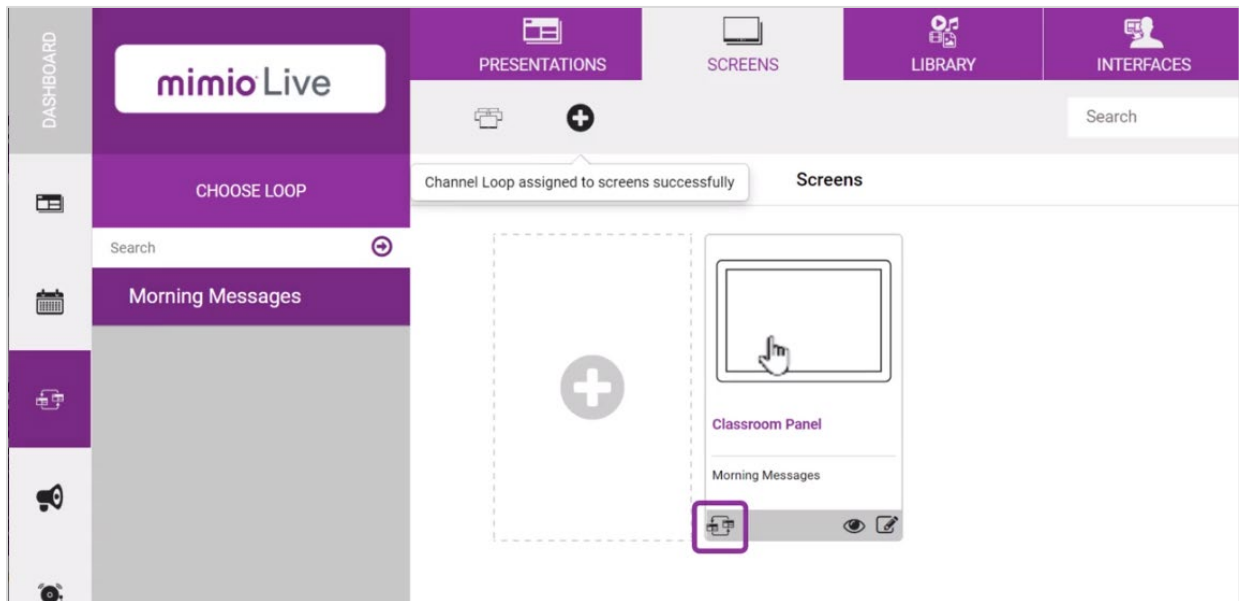 DASHBOARD
mimio Live
PRESENTATIONS
SCREENS
LIBRARY
INTERFACES
Search
CHOOSE LOOP
Channel Loop assigned to screens successfully
Screens
Search
Morning Messages
Classroom Panel
Morning Messages